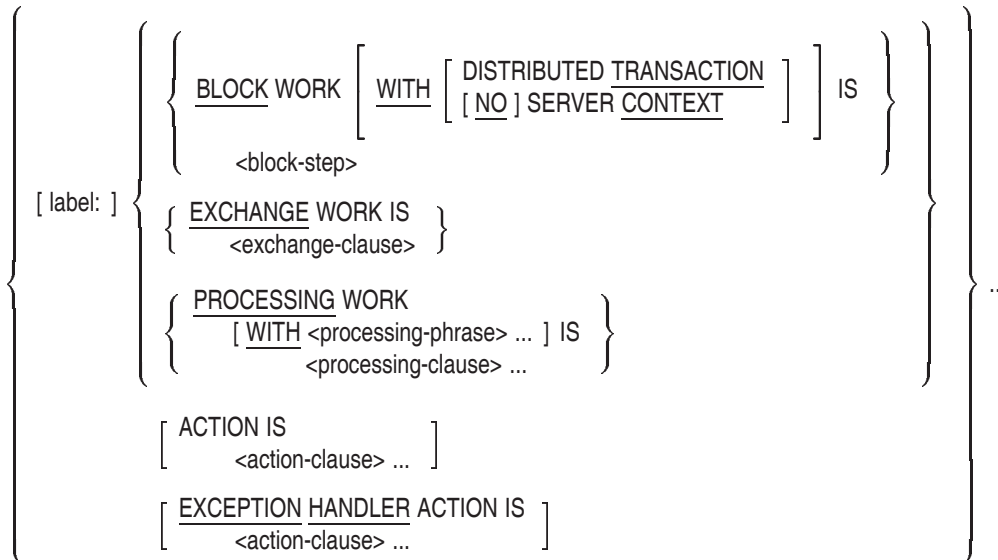 BLOCK WORK [ WITH [ DISTRIBUTED TRANSACTION
[ NO ] SERVER CONTEXT ] ] IS
<block-step>
[ label: ]
EXCHANGE WORK IS
<exchange-clause>
PROCESSING WORK
[ WITH <processing-phrase> ... ] IS
<processing-clause> ...
...
ACTION IS
<action-clause> ...
EXCEPTION HANDLER ACTION IS
<action-clause> ...